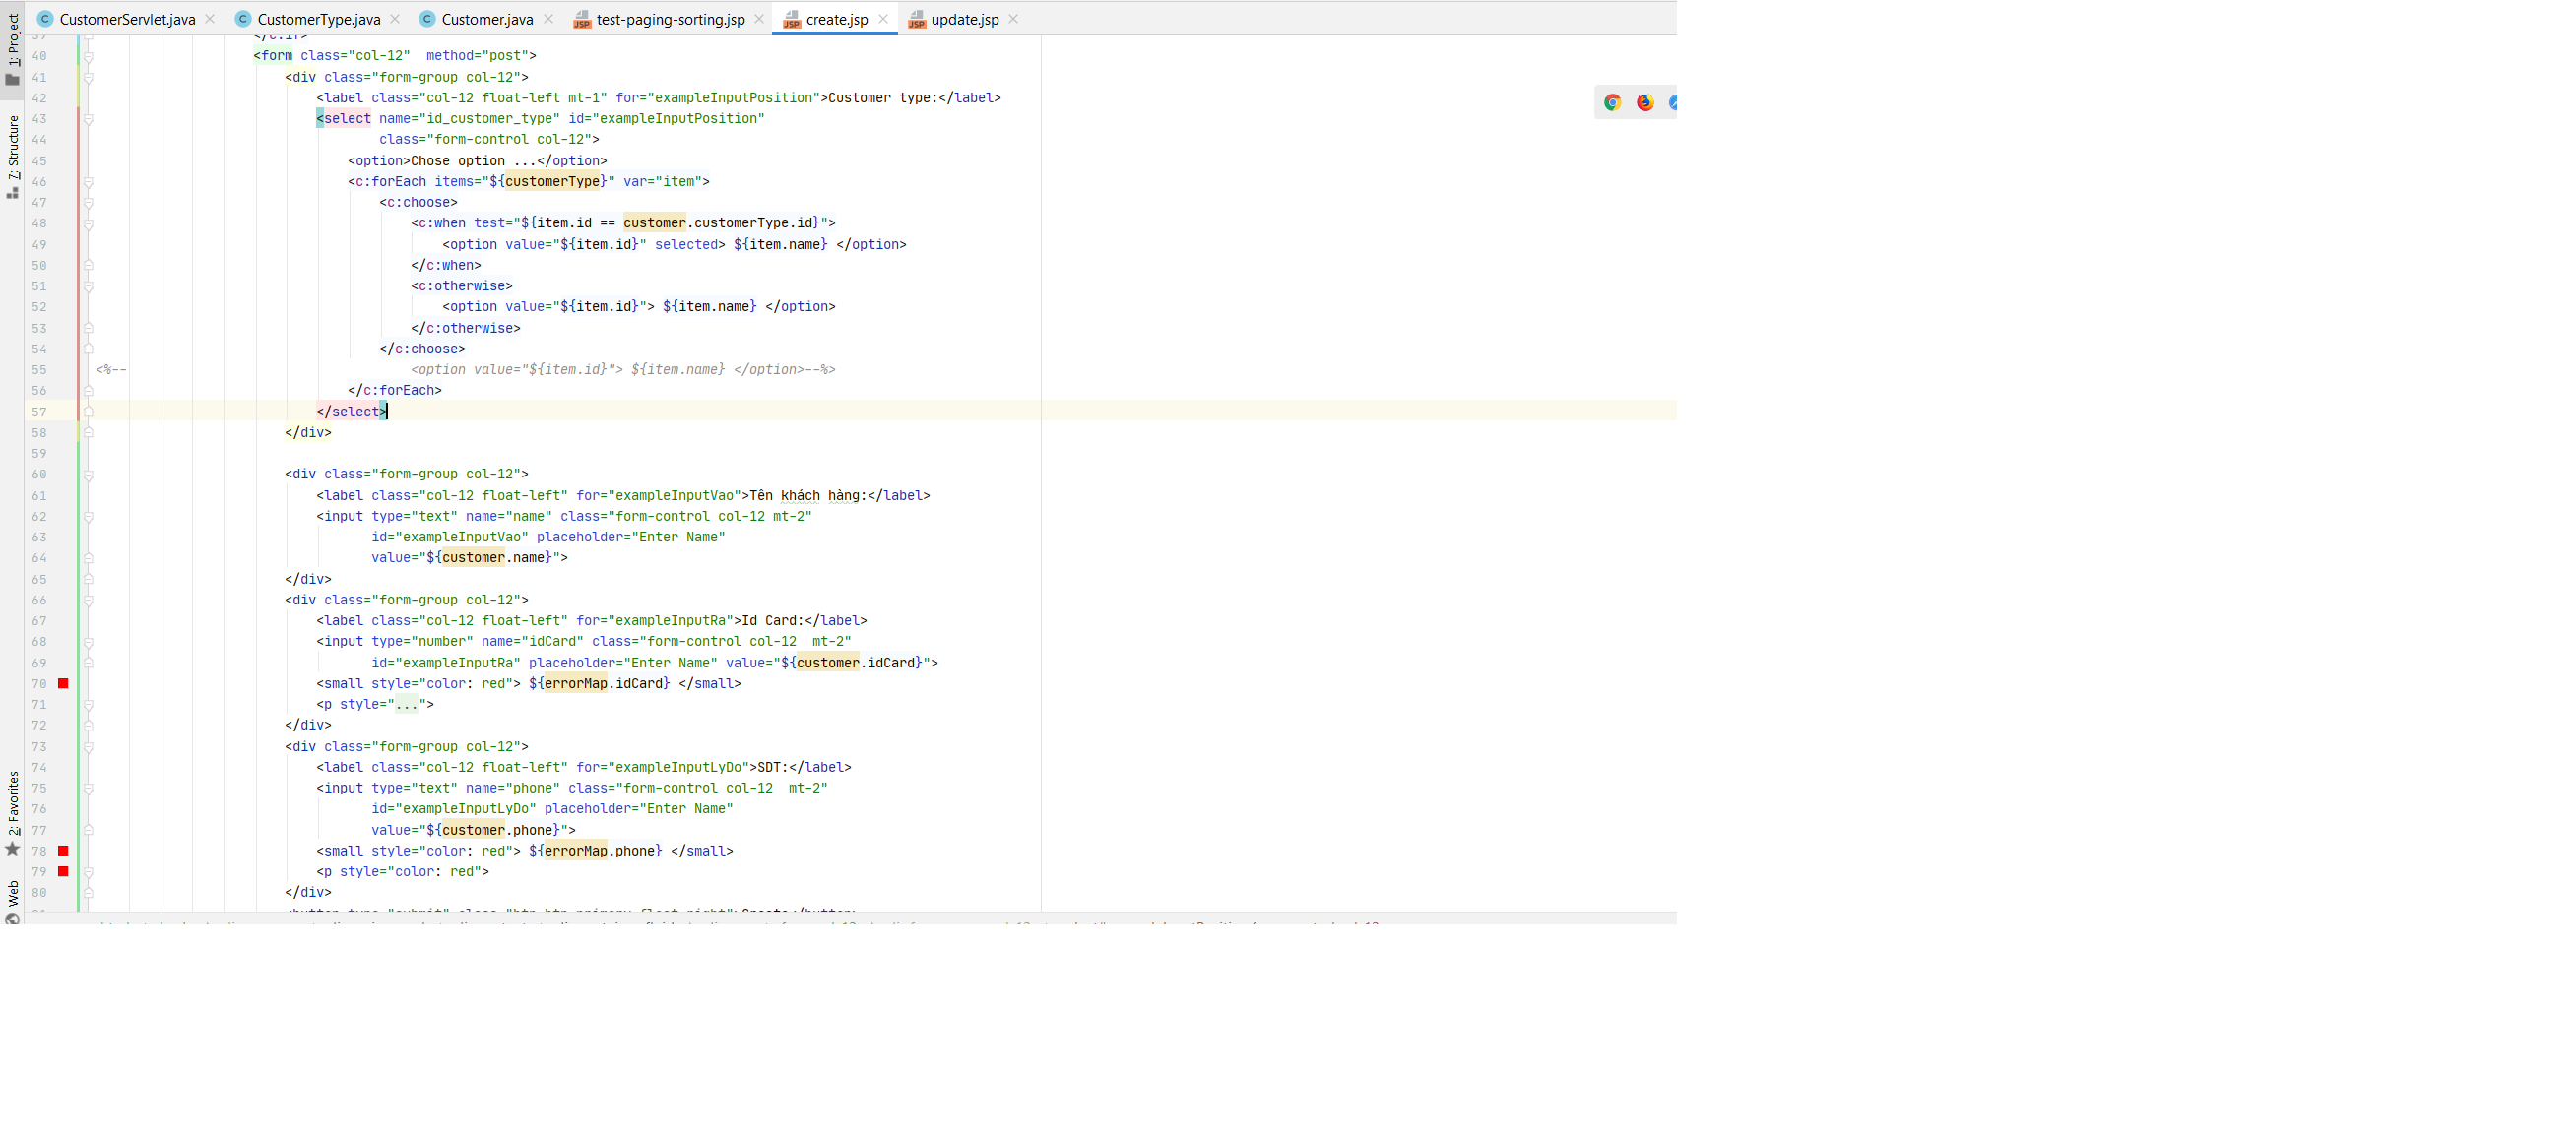 CustomerServlet.java CustomerType.java Customer.java test-paging-sorting.jsp create.jsp update.jsp
1: Project
7: Structure
2: Favorites
Web
39 </c:if>
40 <form class="col-12"  method="post">
41 <div class="form-group col-12">
42 <label class="col-12 float-left mt-1" for="exampleInputPosition">Customer type:</label>
43 <select name="id_customer_type" id="exampleInputPosition"
44 class="form-control col-12">
45 <option>Chose option ...</option>
46 <c:forEach items="${customerType}" var="item">
47 <c:choose>
48 <c:when test="${item.id == customer.customerType.id}">
49 <option value="${item.id}" selected> ${item.name} </option>
50 </c:when>
51 <c:otherwise>
52 <option value="${item.id}"> ${item.name} </option>
53 </c:otherwise>
54 </c:choose>
55 <%-- <option value="${item.id}"> ${item.name} </option>--%>
56 </c:forEach>
57 </select>
58 </div>
59
60 <div class="form-group col-12">
61 <label class="col-12 float-left" for="exampleInputVao">Tên khách hàng:</label>
62 <input type="text" name="name" class="form-control col-12 mt-2"
63 id="exampleInputVao" placeholder="Enter Name"
64 value="${customer.name}">
65 </div>
66 <div class="form-group col-12">
67 <label class="col-12 float-left" for="exampleInputRa">Id Card:</label>
68 <input type="number" name="idCard" class="form-control col-12  mt-2"
69 id="exampleInputRa" placeholder="Enter Name" value="${customer.idCard}">
70 <small style="color: red"> ${errorMap.idCard} </small>
71 <p style="...">
72 </div>
73 <div class="form-group col-12">
74 <label class="col-12 float-left" for="exampleInputLyDo">SDT:</label>
75 <input type="text" name="phone" class="form-control col-12  mt-2"
76 id="exampleInputLyDo" placeholder="Enter Name"
77 value="${customer.phone}">
78 <small style="color: red"> ${errorMap.phone} </small>
79 <p style="color: red">
80 </div>